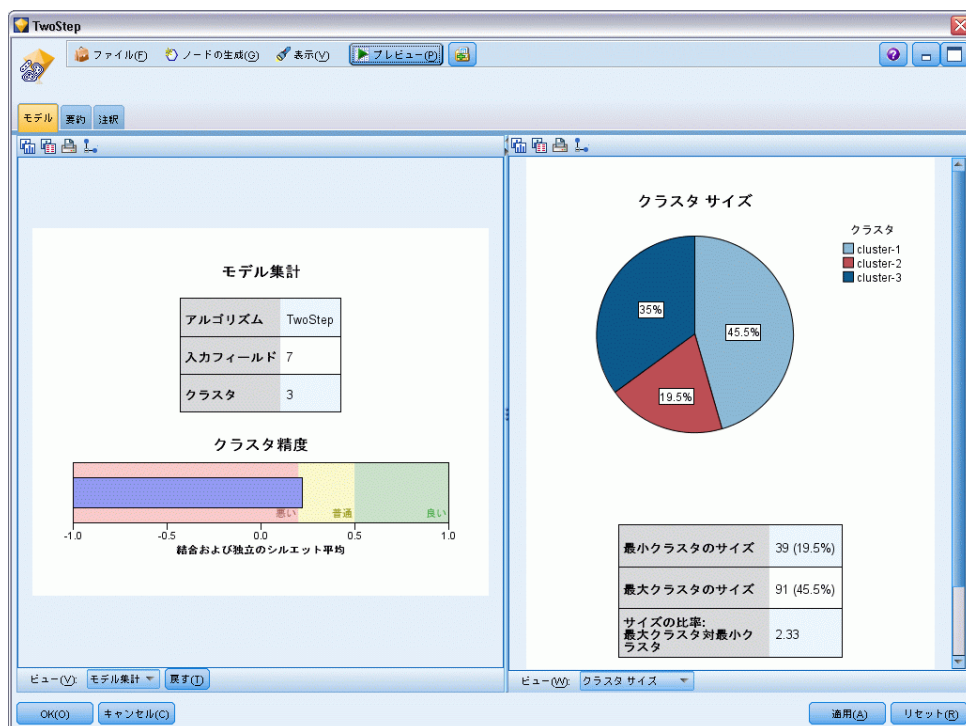 TwoStep
ファイル(F) ノードの生成(G) 表示(V) プレビュー(P)
モデル 要約 注釈
モデル集計
アルゴリズム TwoStep
入力フィールド 7
クラスタ 3
クラスタ精度
悪い 普通 良い
-1.0 -0.5 0.0 0.5 1.0
結合および独立のシルエット平均
ビュー(V): モデル集計 戻す(T)
クラスタ サイズ
クラスタ
cluster-1
cluster-2
cluster-3
35%
45.5%
19.5%
最小クラスタのサイズ 39 (19.5%)
最大クラスタのサイズ 91 (45.5%)
サイズの比率:
最大クラスタ対最小ク
ラスタ
2.33
ビュー(W): クラスタ サイズ
OK(O) キャンセル(C) 適用(A) リセット(R)